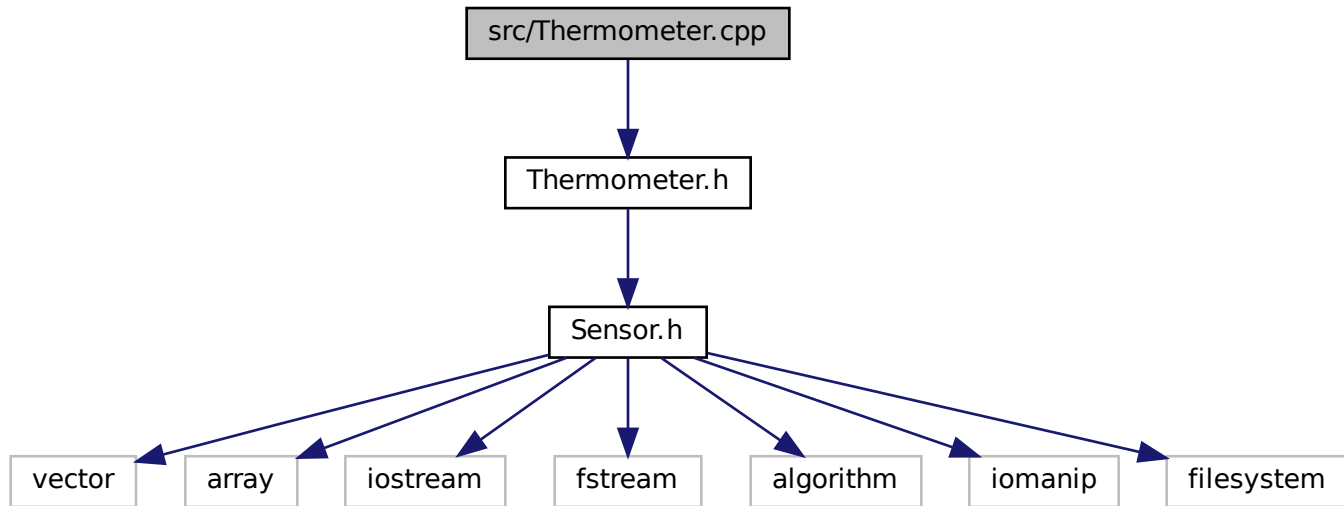 src/Thermometer.cpp
Thermometer.h
Sensor.h
vector
array
iostream
fstream
algorithm
iomanip
filesystem